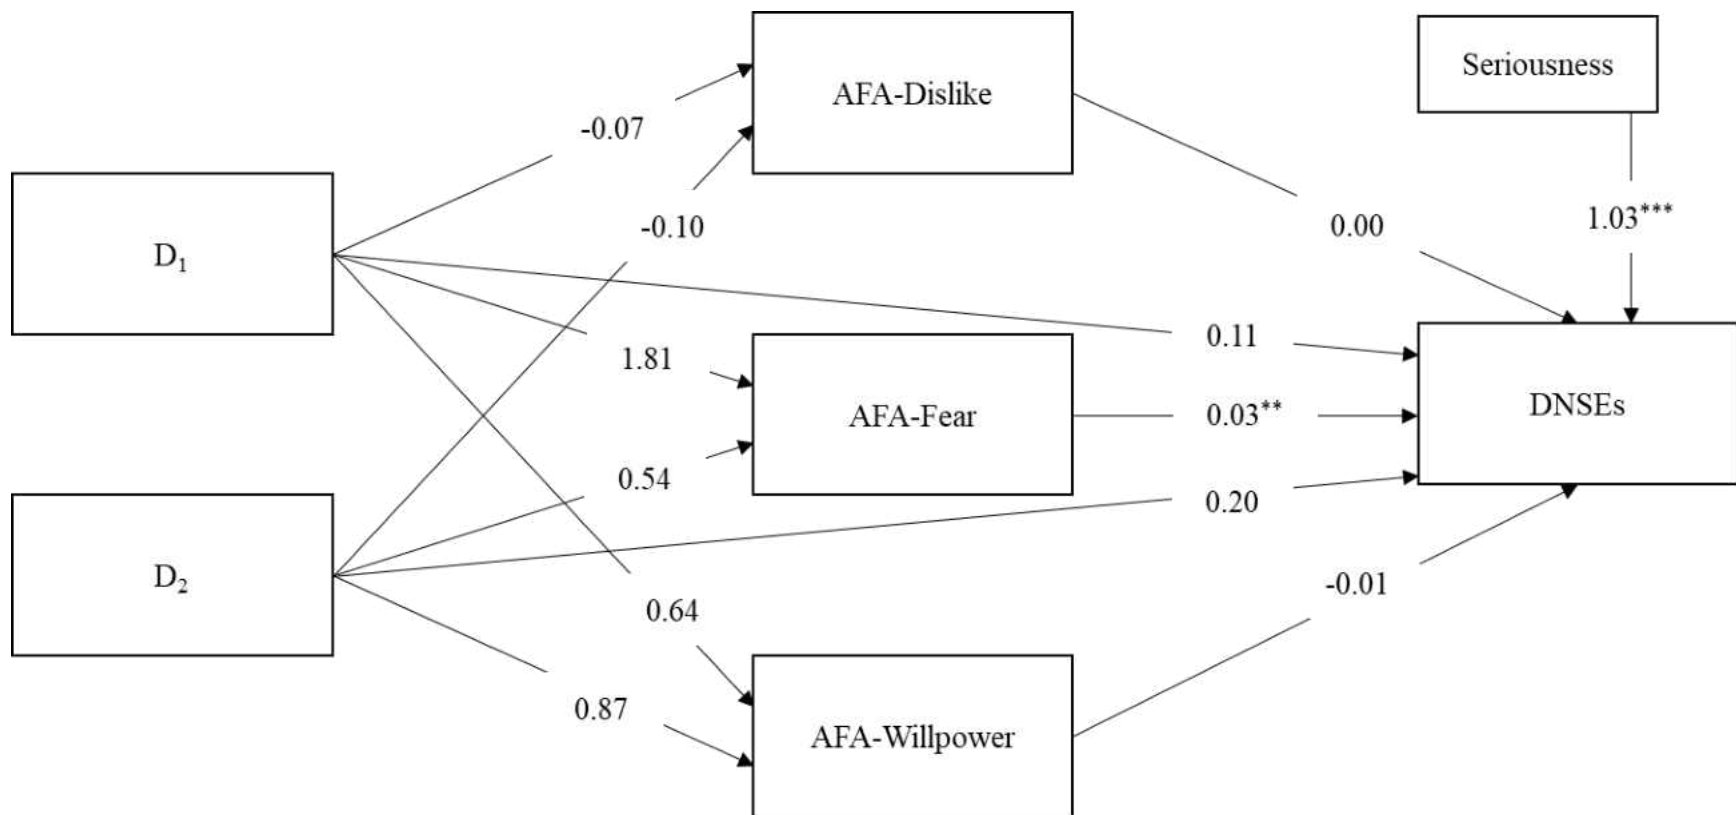 AFA-Dislike
Seriousness
-0.07
-0.10
0.00
1.03***
D₁
0.11
1.81
AFA-Fear
0.03**
DNSEs
0.54
0.20
D₂
0.64
-0.01
0.87
AFA-Willpower